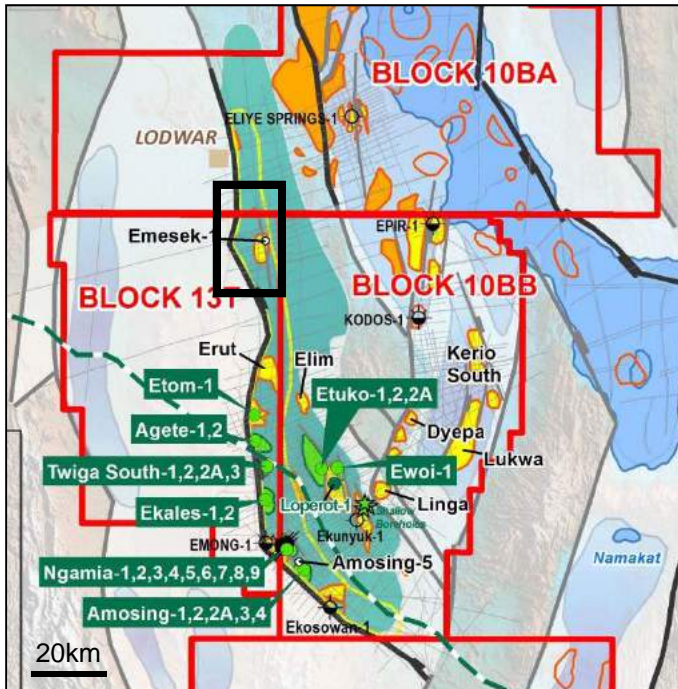 BLOCK 10BA
ELIYE SPRINGS-1
LODWAR
Emesek-1
EPIR-1
BLOCK 13T
BLOCK 10BB
KODOS-1
Erut
Elim
Kerio
South
Etom-1
Etuko-1,2,2A
Agete-1,2
Dyepa
Twiga South-1,2,2A,3
Ewoi-1
Lukwa
Loperot-1
Linga
Ekales-1,2
Shallow
Boreholes
Ekunyuk-1
EMONG-1
Namakat
Ngamia-1,2,3,4,5,6,7,8,9
Amosing-5
Amosing-1,2,2A,3,4
Ekosowan-1
20km